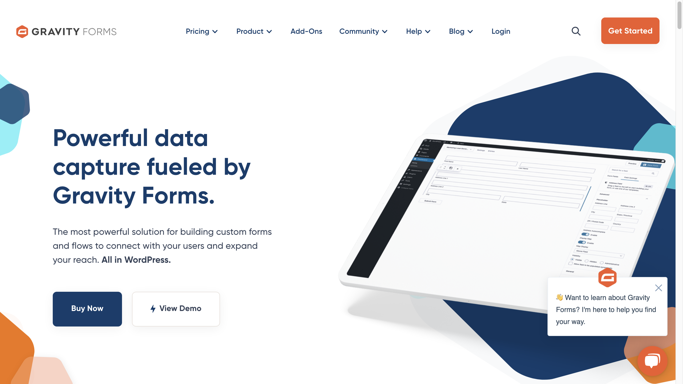 GRAVITY FORMS
Pricing
Product
Add-Ons
Community
Help
Blog
Login
Get Started
Powerful data
capture fueled by
Gravity Forms.
The most powerful solution for building custom forms
and flows to connect with your users and expand
your reach. All in WordPress.
Buy Now
View Demo
👋 Want to learn about Gravity
Forms? I'm here to help you find
your way.